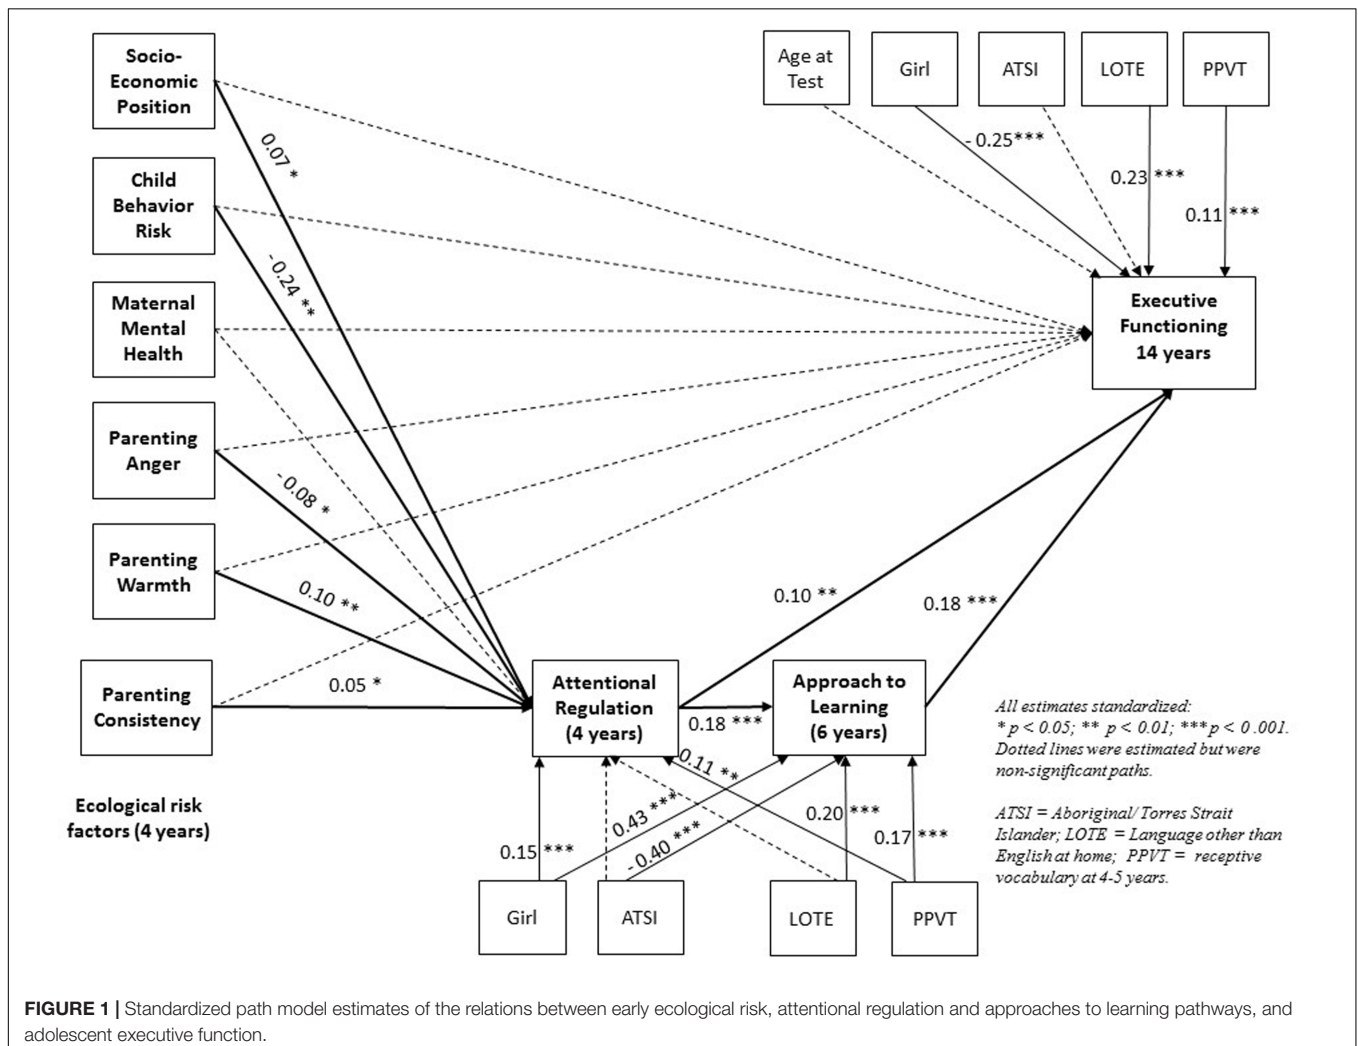 Socio-
Economic
Position
Child
Behavior
Risk
Maternal
Mental
Health
Parenting
Anger
Parenting
Warmth
Parenting
Consistency
Ecological risk
factors (4 years)
Age at
Test
Girl
ATSI
LOTE
PPVT
- 0.25***
0.23 ***
0.11 ***
Executive
Functioning
14 years
0.07 *
- 0.24 **
- 0.08 *
0.10 **
0.05 *
0.10 **
0.18 ***
Attentional
Regulation
(4 years)
0.18 ***
Approach to
Learning
(6 years)
0.11 **
0.43 ***
- 0.40 ***
0.20 ***
0.17 ***
0.15 ***
Girl
ATSI
LOTE
PPVT
All estimates standardized:
* p < 0.05; ** p < 0.01; *** p < 0.001.
Dotted lines were estimated but were
non-significant paths.
ATSI = Aboriginal/Torres Strait
Islander; LOTE = Language other than
English at home; PPVT = receptive
vocabulary at 4-5 years.
FIGURE 1 | Standardized path model estimates of the relations between early ecological risk, attentional regulation and approaches to learning pathways, and
adolescent executive function.